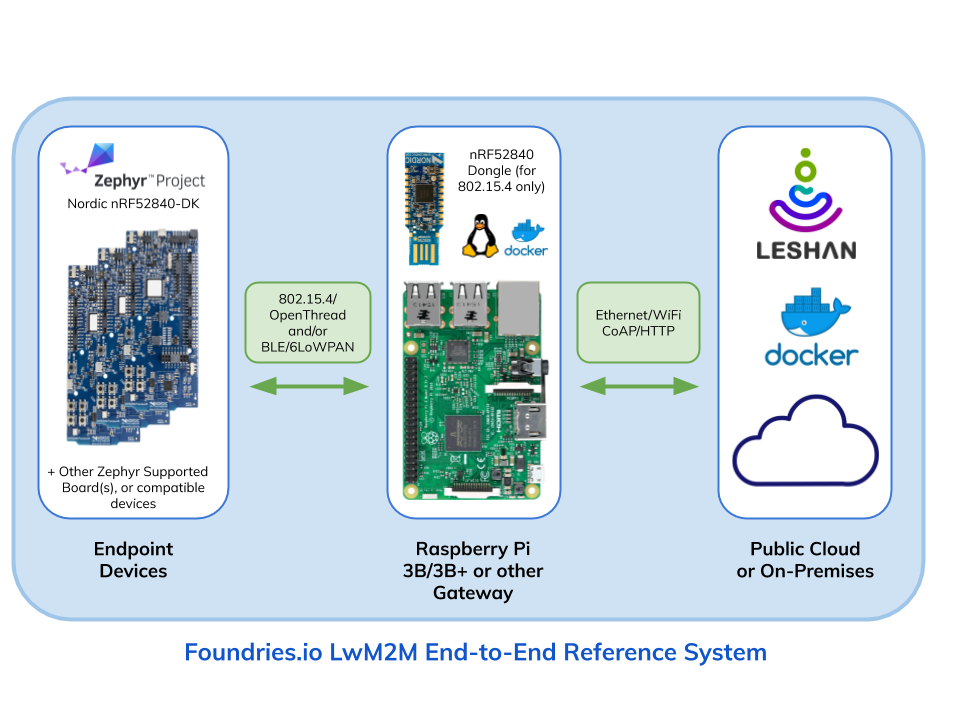 Zephyr™Project
Nordic nRF52840-DK
+ Other Zephyr Supported
Board(s), or compatible
devices
Endpoint
Devices
802.15.4/
OpenThread
and/or
BLE/6LoWPAN
nRF52840
Dongle (for
802.15.4 only)
NORDIC
docker
HDMI
Raspberry Pi
3B/3B+ or other
Gateway
Ethernet/WiFi
CoAP/HTTP
LESHAN
docker
Public Cloud
or On-Premises
Foundries.io LwM2M End-to-End Reference System